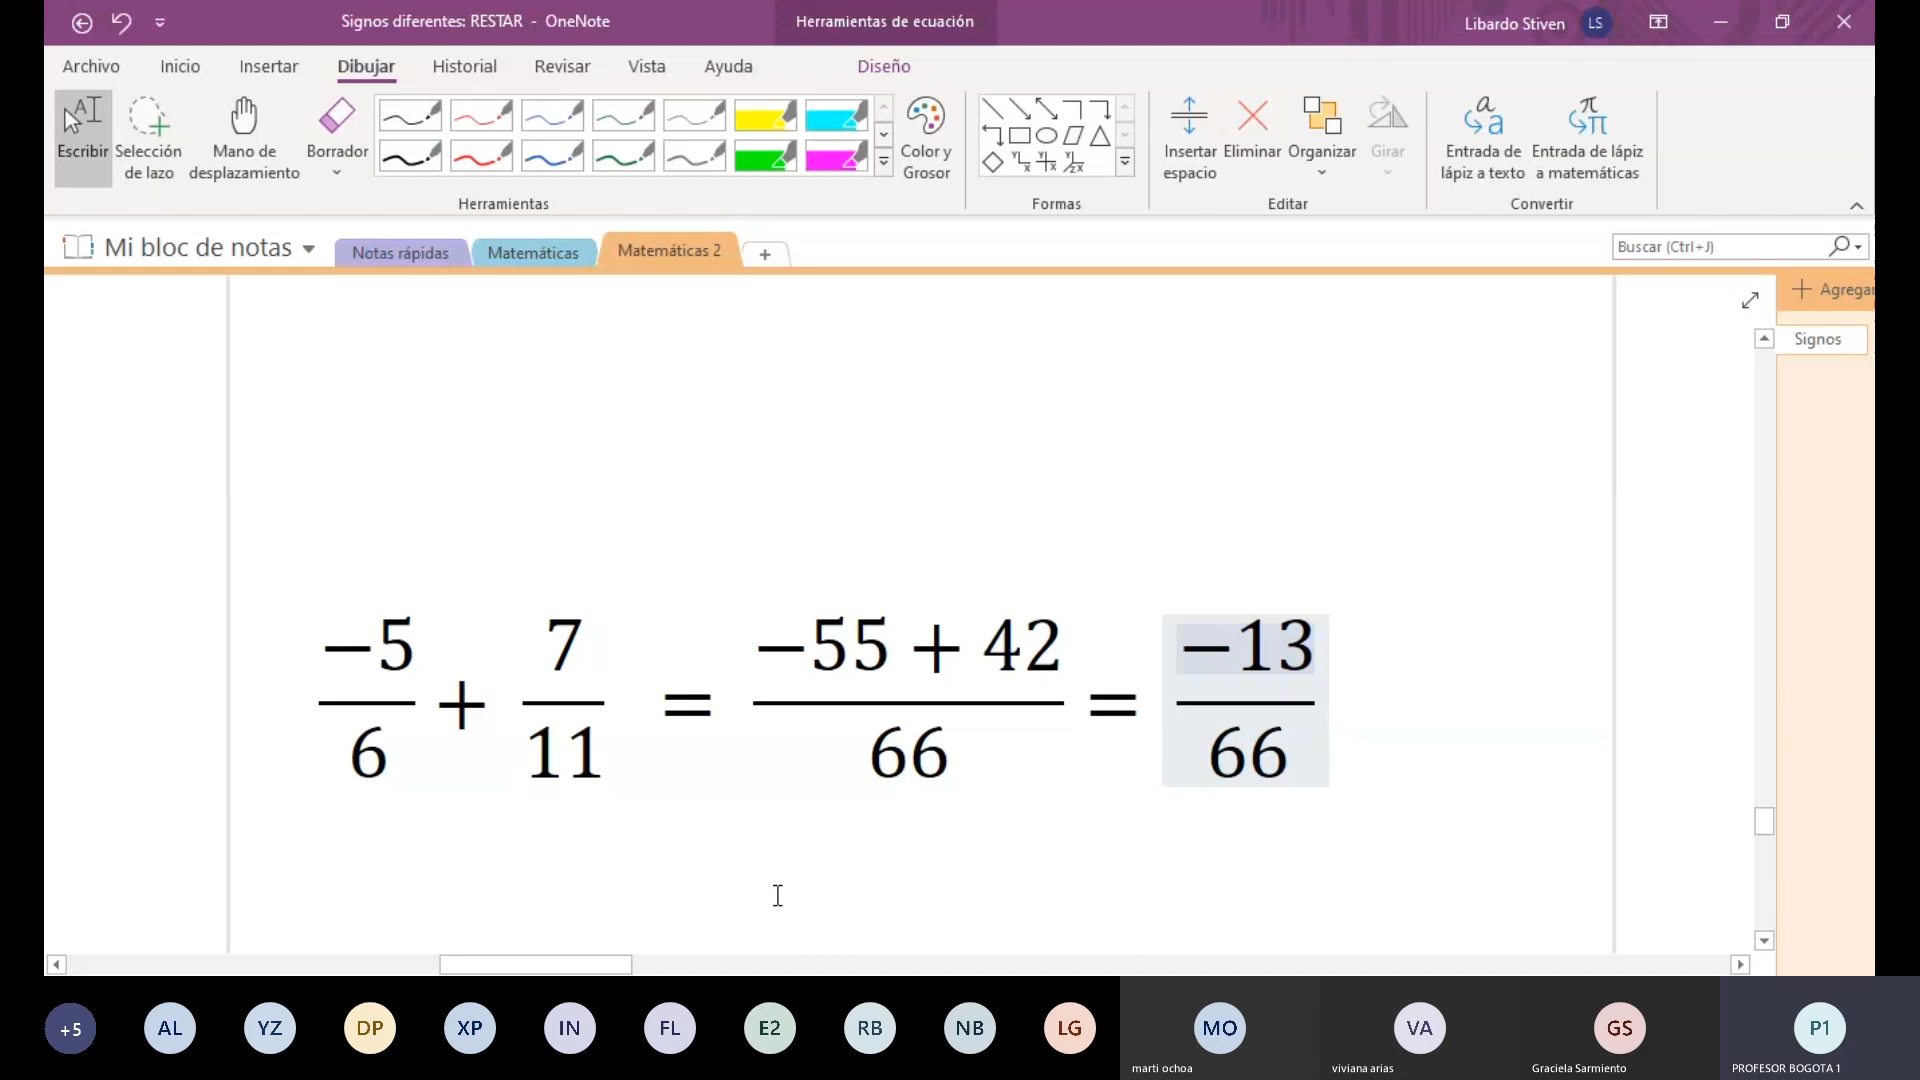 Signos diferentes: RESTAR - OneNote
Herramientas de ecuación
Libardo Stiven LS
Archivo Inicio Insertar Dibujar Historial Revisar Vista Ayuda Diseño
Escribir
Selección de lazo
Mano de desplazamiento
Borrador
Color y Grosor
Insertar espacio
Eliminar
Organizar
Girar
Entrada de lápiz a texto
Entrada de lápiz a matemáticas
Herramientas Formas Editar Convertir
Mi bloc de notas
Notas rápidas Matemáticas Matemáticas 2 +
Buscar (Ctrl+J)
Agregar
Signos
−5/6 + 7/11 = (−55 + 42)/66 = −13/66
+5 AL YZ DP XP IN FL E2 RB NB LG MO VA GS P1
marti ochoa viviana arias Graciela Sarmiento PROFESOR BOGOTA 1